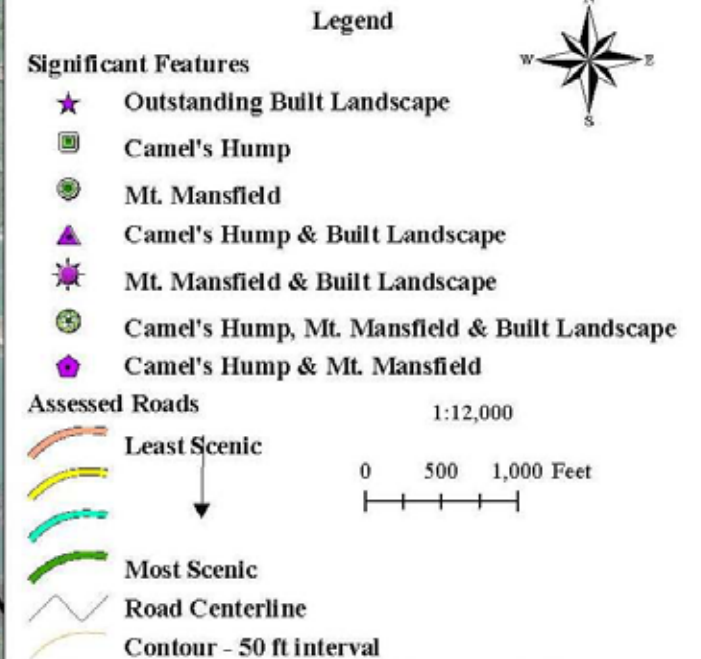 Legend
N
W
E
S
Significant Features
Outstanding Built Landscape
Camel's Hump
Mt. Mansfield
Camel's Hump & Built Landscape
Mt. Mansfield & Built Landscape
Camel's Hump, Mt. Mansfield & Built Landscape
Camel's Hump & Mt. Mansfield
Assessed Roads
1:12,000
Least Scenic
0 500 1,000 Feet
Most Scenic
Road Centerline
Contour - 50 ft interval